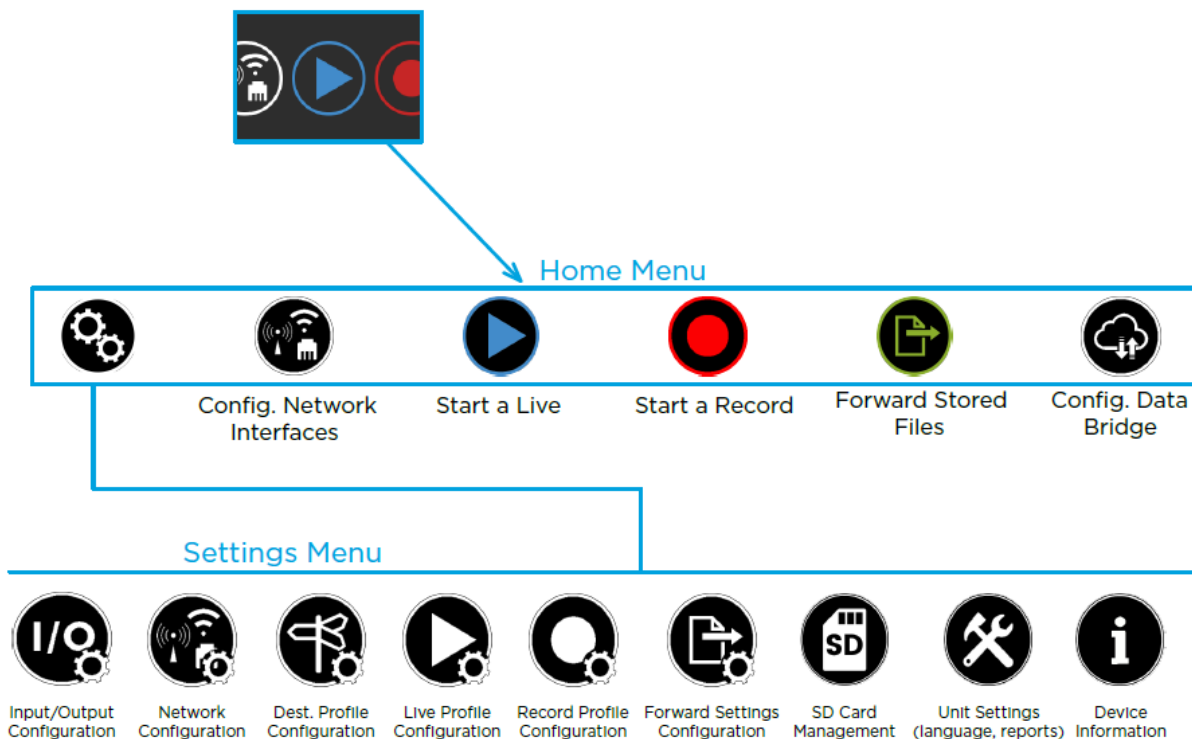 Home Menu
Config. Network
Interfaces
Start a Live
Start a Record
Forward Stored
Files
Config. Data
Bridge
Settings Menu
I/O
SD
i
Input/Output
Configuration
Network
Configuration
Dest. Profile
Configuration
Live Profile
Configuration
Record Profile
Configuration
Forward Settings
Configuration
SD Card
Management
Unit Settings
(language, reports)
Device
Information